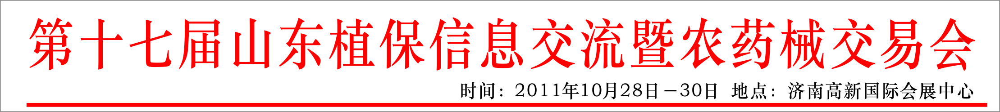 第十七届山东植保信息交流暨农药械交易会
时间：2011年10月28日－30日 地点：济南高新国际会展中心